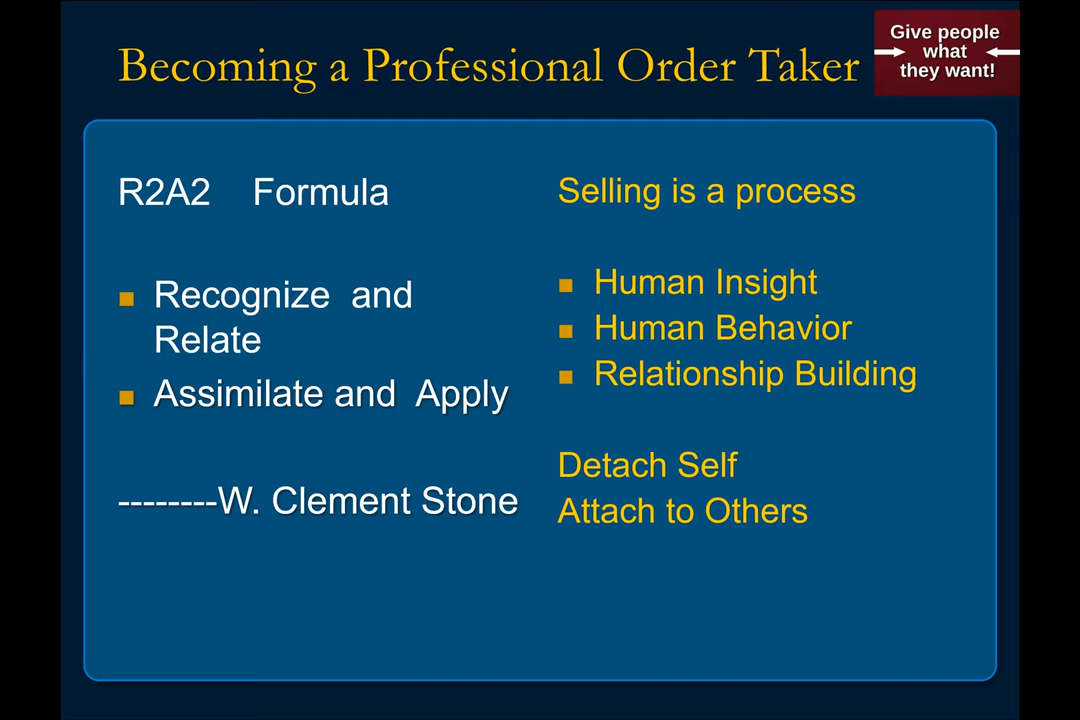 Becoming a Professional Order Taker
Give people
what
they want!
R2A2 Formula
Recognize and
Relate
Assimilate and Apply
--------W. Clement Stone
Selling is a process
Human Insight
Human Behavior
Relationship Building
Detach Self
Attach to Others